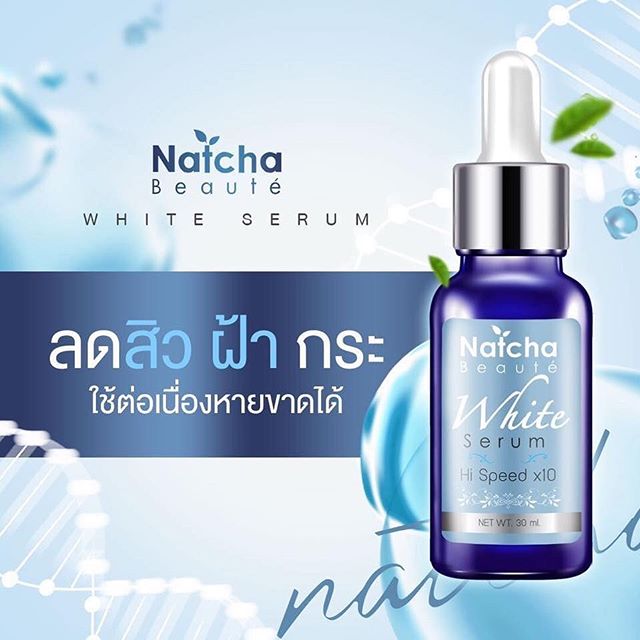 Natcha
Beauté
WHITE SERUM
ลดสิว ฝ้า กระ
ใช้ต่อเนื่องหายขาดได้
Natcha
Beauté
White
Serum
Hi Speed x10
NET WT. 30 ml.